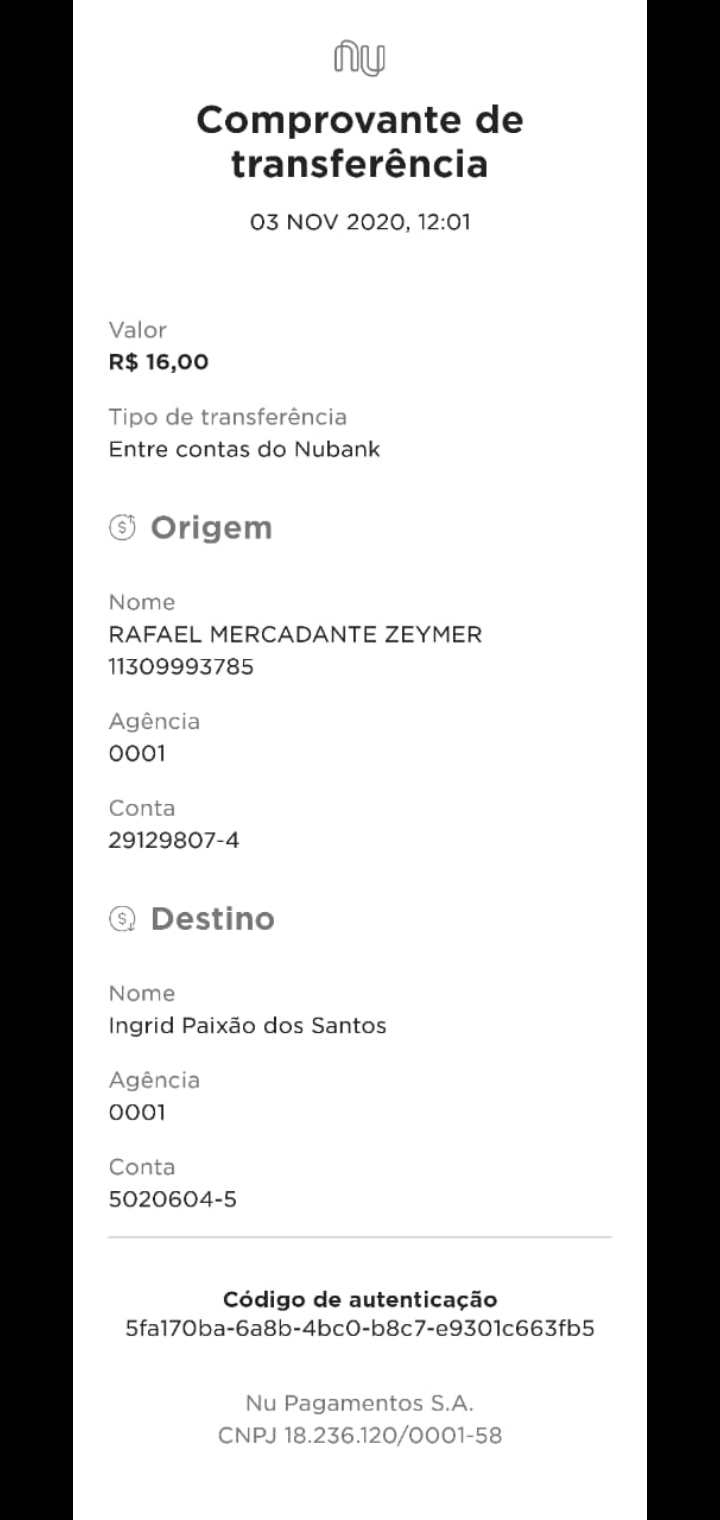 nu
Comprovante de
transferência
03 NOV 2020, 12:01
Valor
R$ 16,00
Tipo de transferência
Entre contas do Nubank
Origem
Nome
RAFAEL MERCADANTE ZEYMER
11309993785
Agência
0001
Conta
29129807-4
Destino
Nome
Ingrid Paixão dos Santos
Agência
0001
Conta
5020604-5
Código de autenticação
5fa170ba-6a8b-4bc0-b8c7-e9301c663fb5
Nu Pagamentos S.A.
CNPJ 18.236.120/0001-58